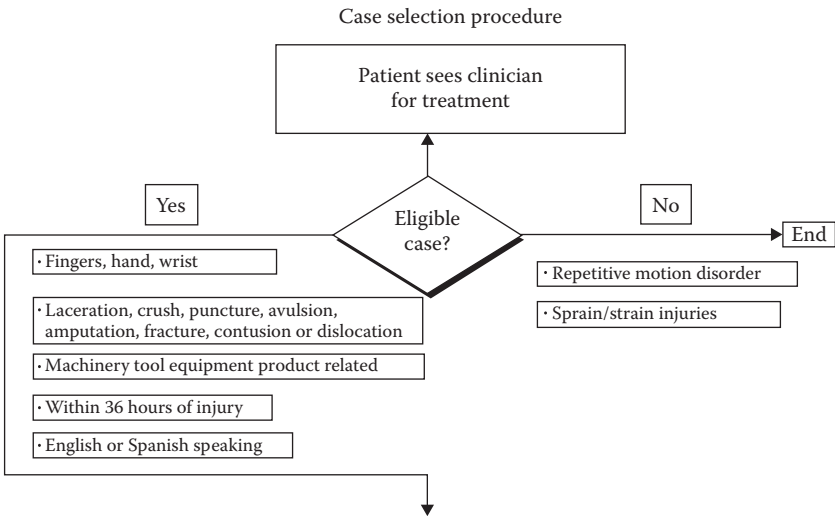 Case selection procedure
Patient sees clinician
for treatment
Yes
No
Eligible
case?
End
· Fingers, hand, wrist
· Repetitive motion disorder
· Laceration, crush, puncture, avulsion,
amputation, fracture, contusion or dislocation
· Sprain/strain injuries
· Machinery tool equipment product related
· Within 36 hours of injury
· English or Spanish speaking